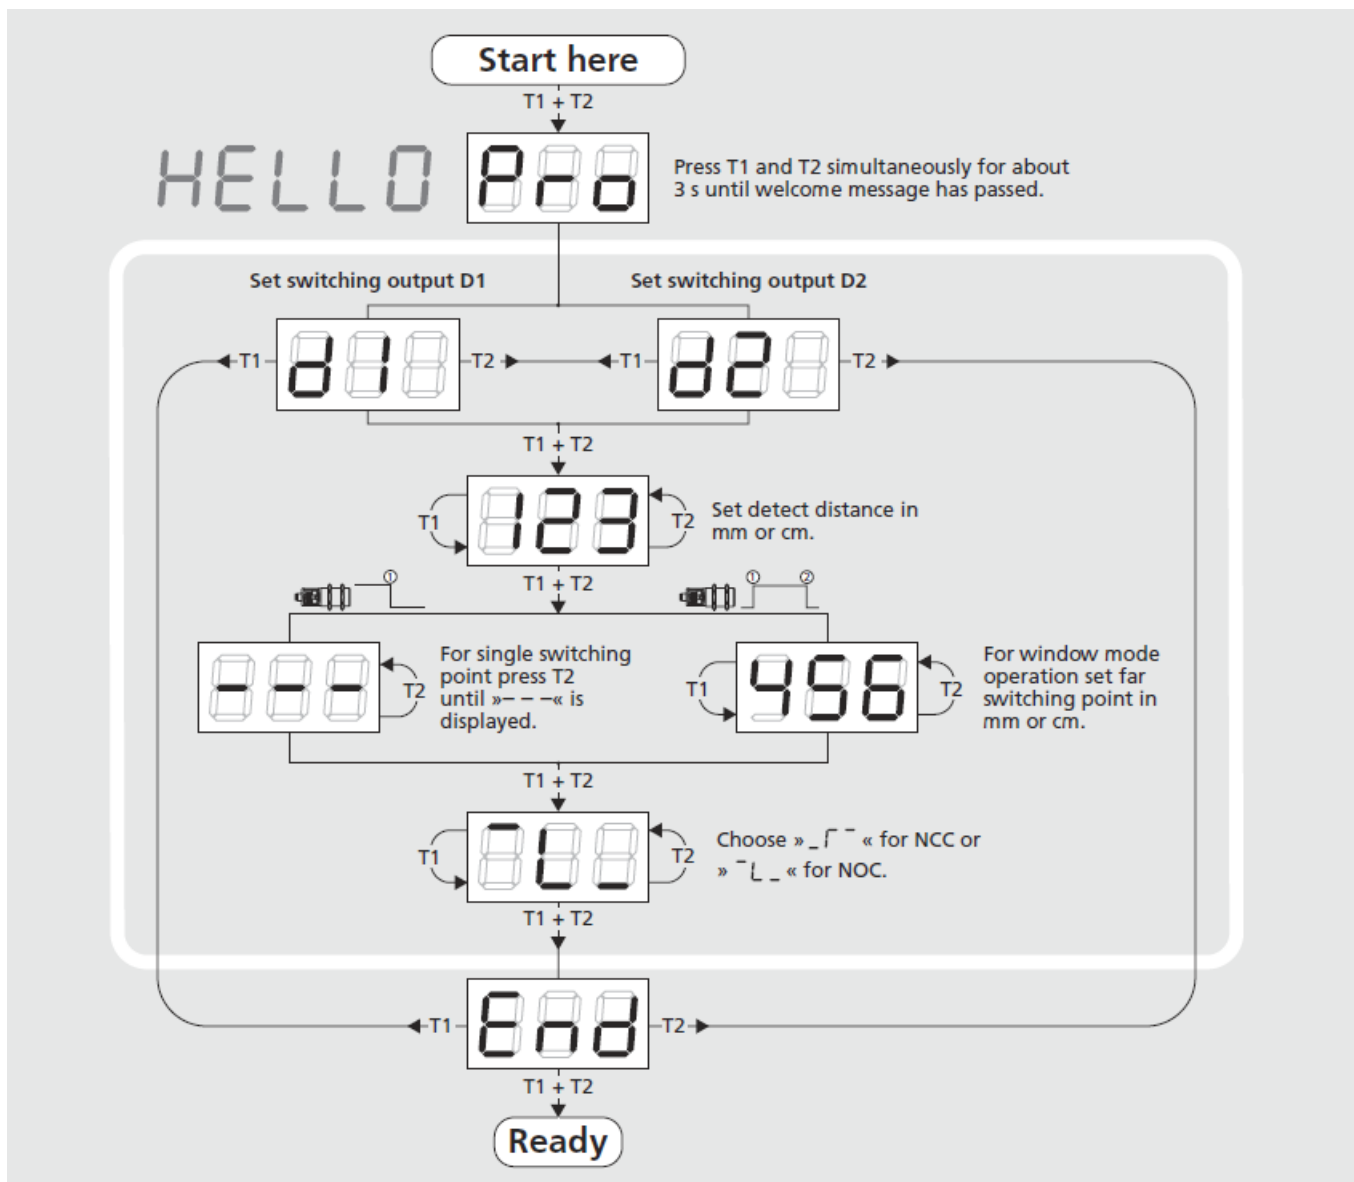 Start here
T1 + T2
HELLO
Pro
Press T1 and T2 simultaneously for about
3 s until welcome message has passed.
Set switching output D1
Set switching output D2
T1
d1
T2
T1
d2
T2
T1 + T2
T1
123
T2
Set detect distance in
mm or cm.
T1 + T2
①
① ②
---
T2
For single switching
point press T2
until »– – –« is
displayed.
T1
456
T2
For window mode
operation set far
switching point in
mm or cm.
T1 + T2
T1
¯L_
T2
Choose »_Γ¯« for NCC or
»¯L_« for NOC.
T1 + T2
T1
End
T2
T1 + T2
Ready